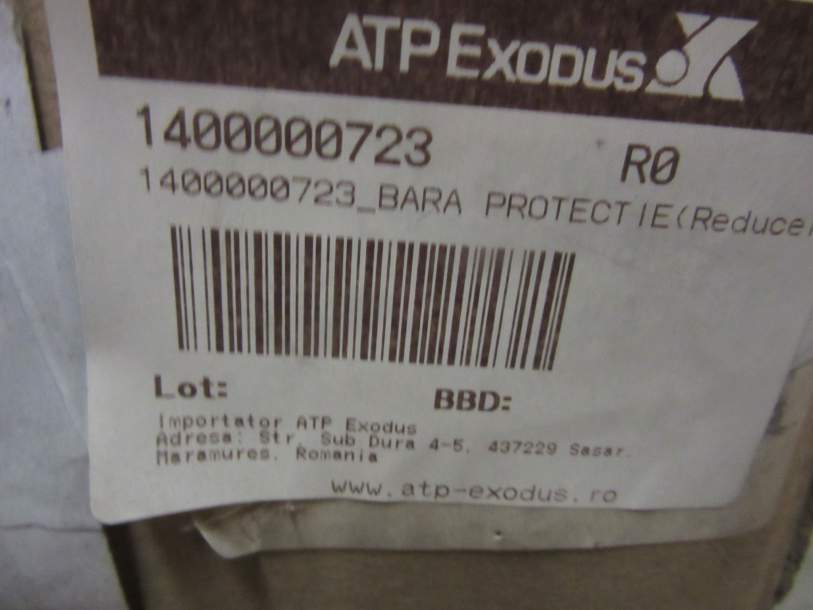 ATP EXODUS
1400000723 R0
1400000723_BARA PROTECTIE(Reducer
Lot: BBD:
Importator ATP Exodus
Adresa: Str. Sub Dura 4-5, 437229 Sasar.
Maramures. Romania
www.atp-exodus.ro